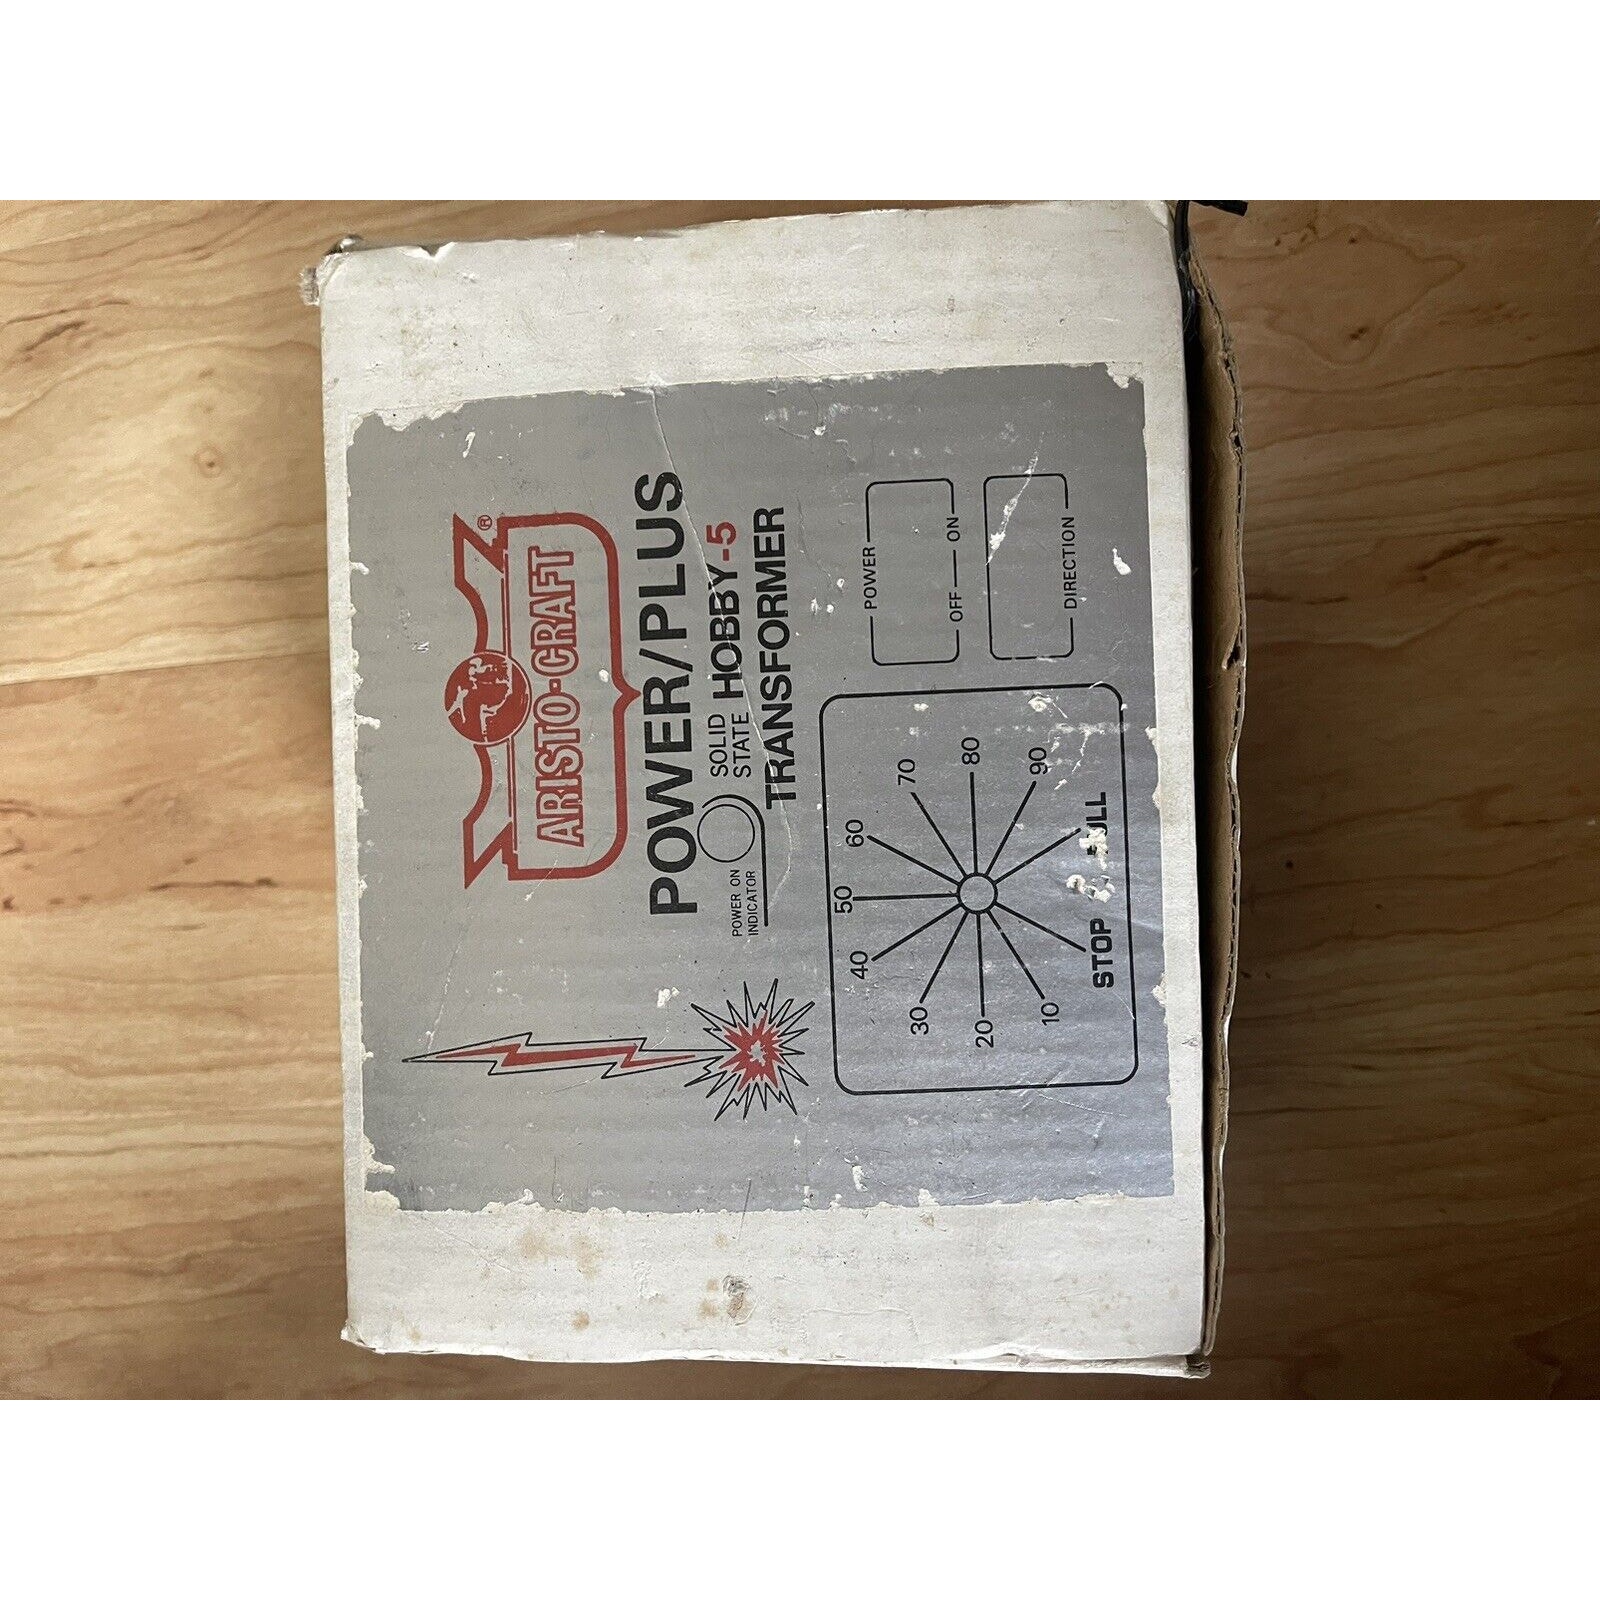 ARISTO-CRAFT®
POWER/PLUS
POWER ON
INDICATOR
SOLID
STATE
HOBBY-5
TRANSFORMER
50
40
60
30
70
20
80
10
90
STOP
POWER
OFF
ON
DIRECTION